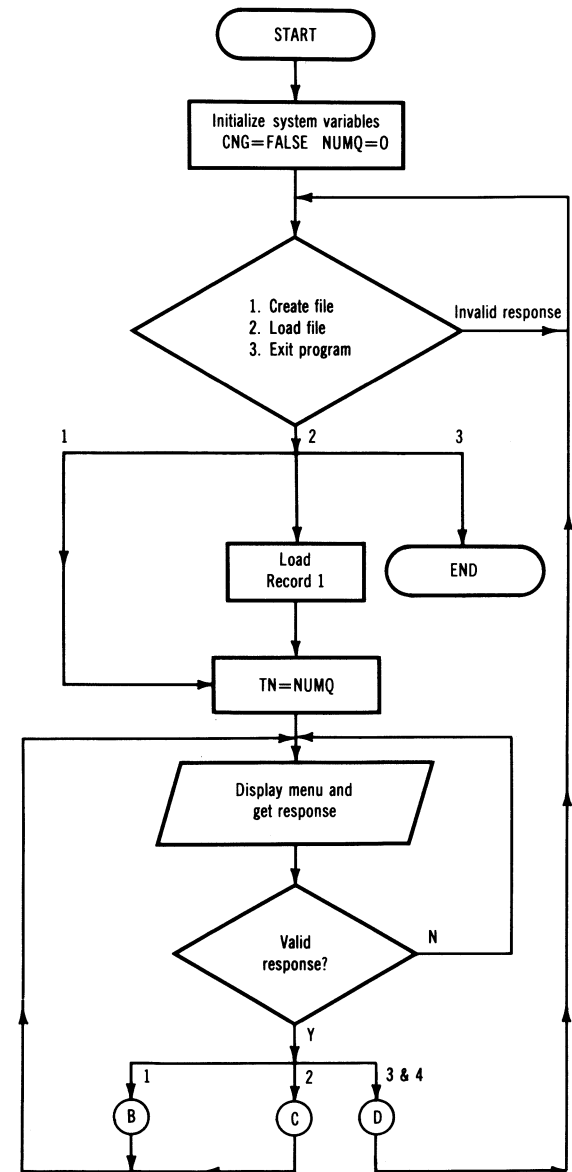 START
Initialize system variables
CNG=FALSE NUMQ=0
1. Create file
2. Load file
3. Exit program
Invalid response
1
2
3
Load
Record 1
END
TN=NUMQ
Display menu and
get response
Valid
response?
N
Y
1
2
3 & 4
B
C
D